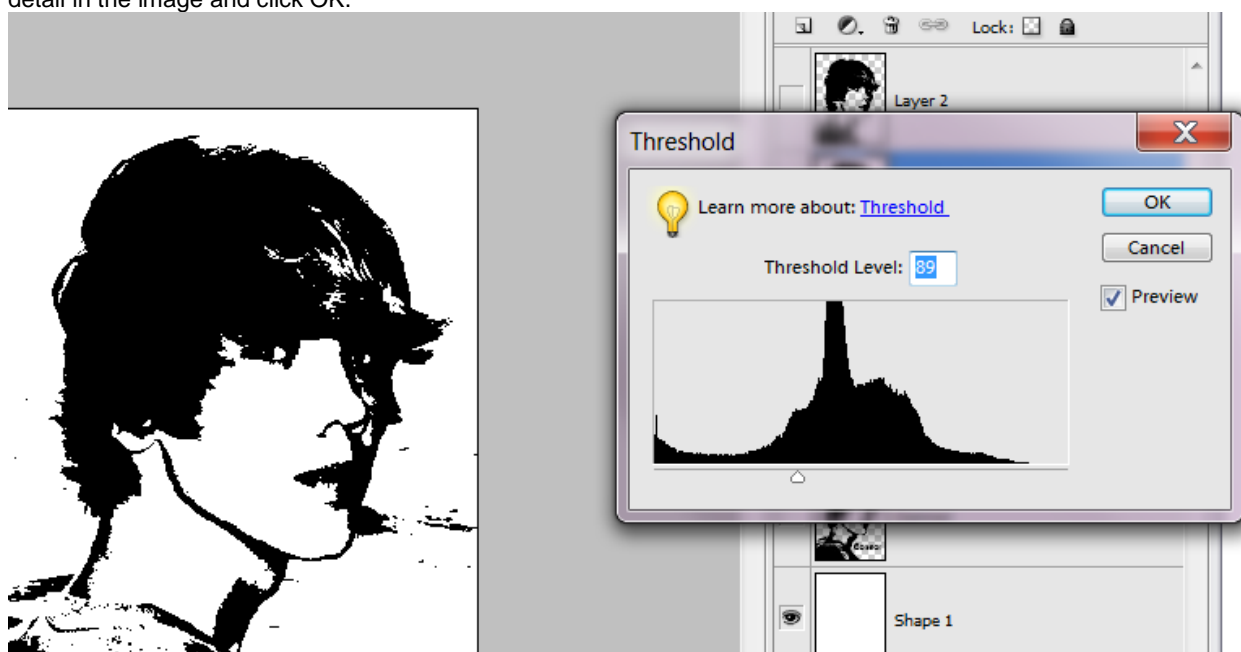 detail in the image and click OK.
Lock:
Layer 2
Threshold
X
Learn more about: Threshold
OK
Threshold Level: 89
Cancel
Preview
Shape 1